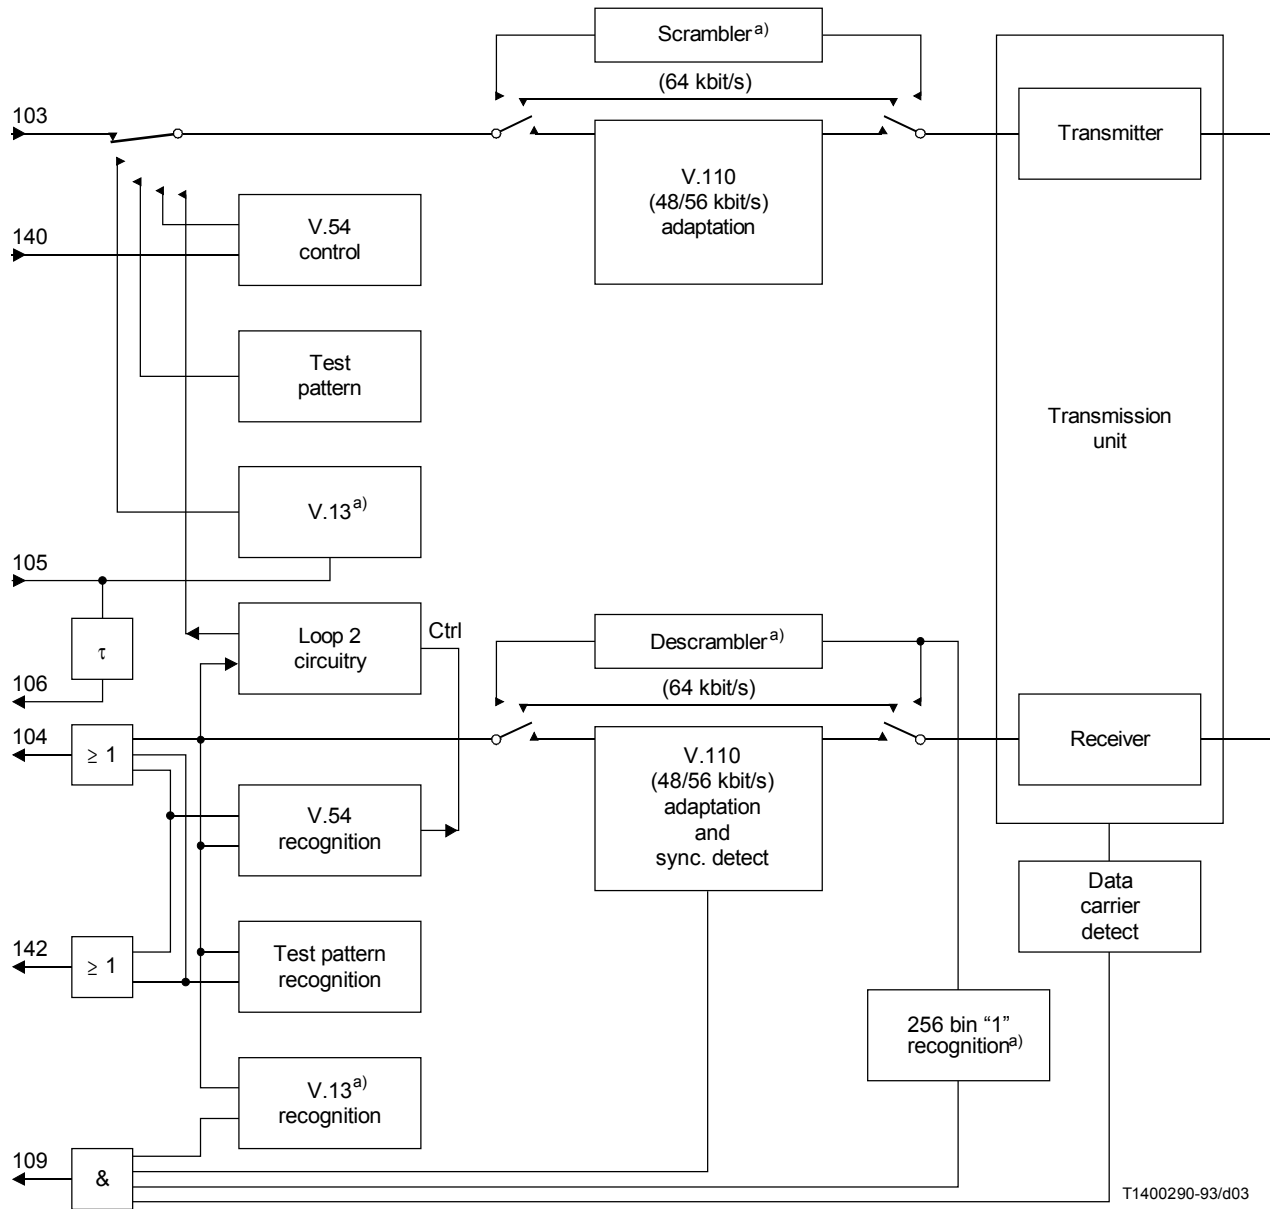 Scrambler a)
(64 kbit/s)
103
Transmitter
V.110
(48/56 kbit/s)
adaptation
V.54
control
140
Test
pattern
Transmission
unit
V.13 a)
105
τ
Loop 2
circuitry
Ctrl
Descrambler a)
(64 kbit/s)
106
104
≥ 1
Receiver
V.110
(48/56 kbit/s)
adaptation
and
sync. detect
V.54
recognition
Data
carrier
detect
142
≥ 1
Test pattern
recognition
256 bin “1”
recognition a)
V.13 a)
recognition
109
&
T1400290-93/d03